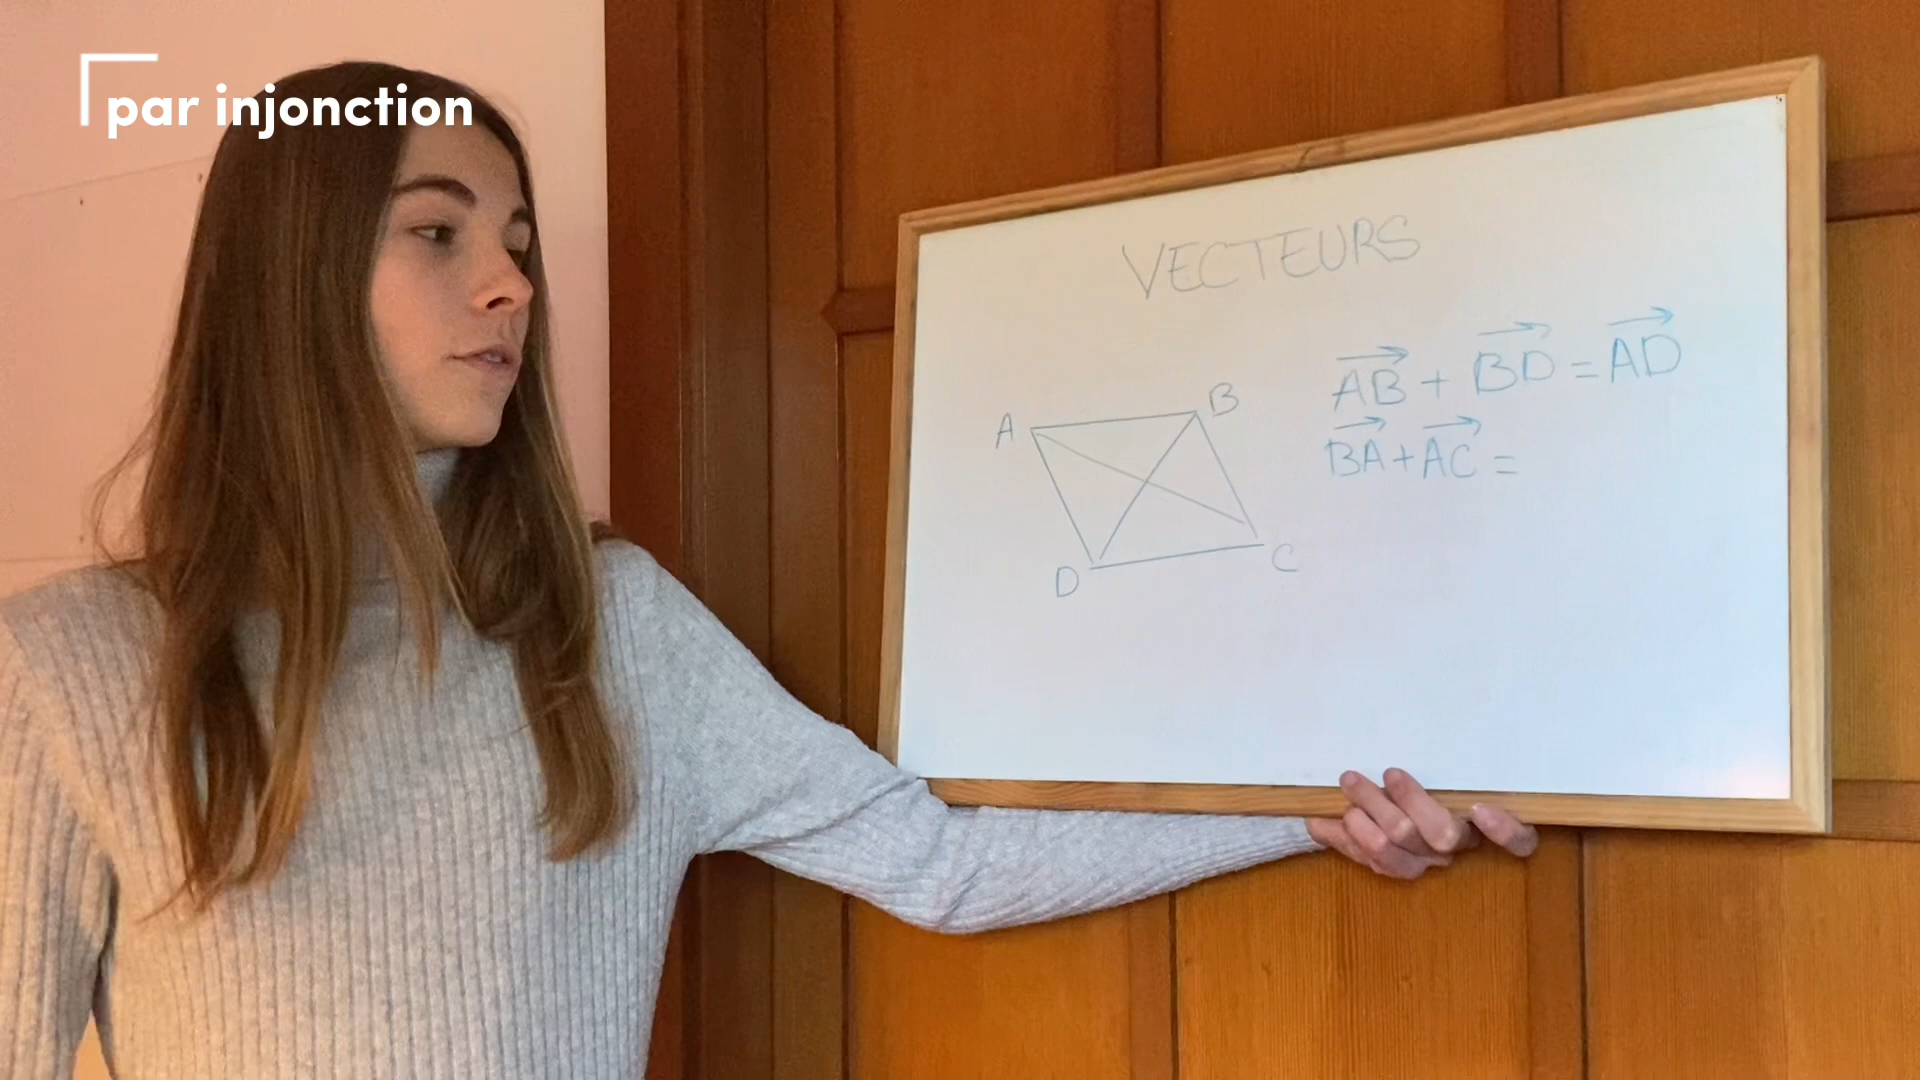 par injonction
VECTEURS
AB + BD = AD
BA + AC =
A
B
D
C